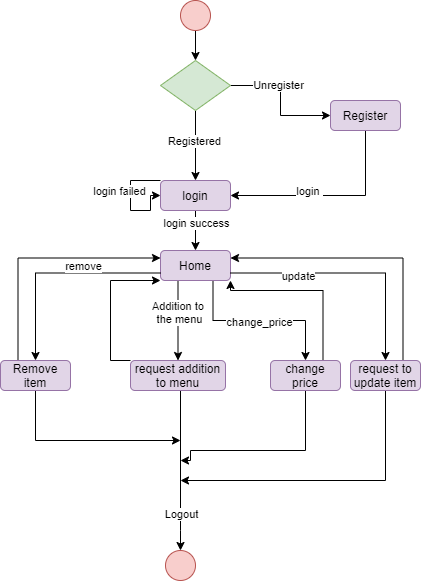 Unregister
Register
Registered
login failed
login
login
login success
Home
remove
update
Addition to
the menu
change_price
Remove
item
request addition
to menu
change
price
request to
update item
Logout